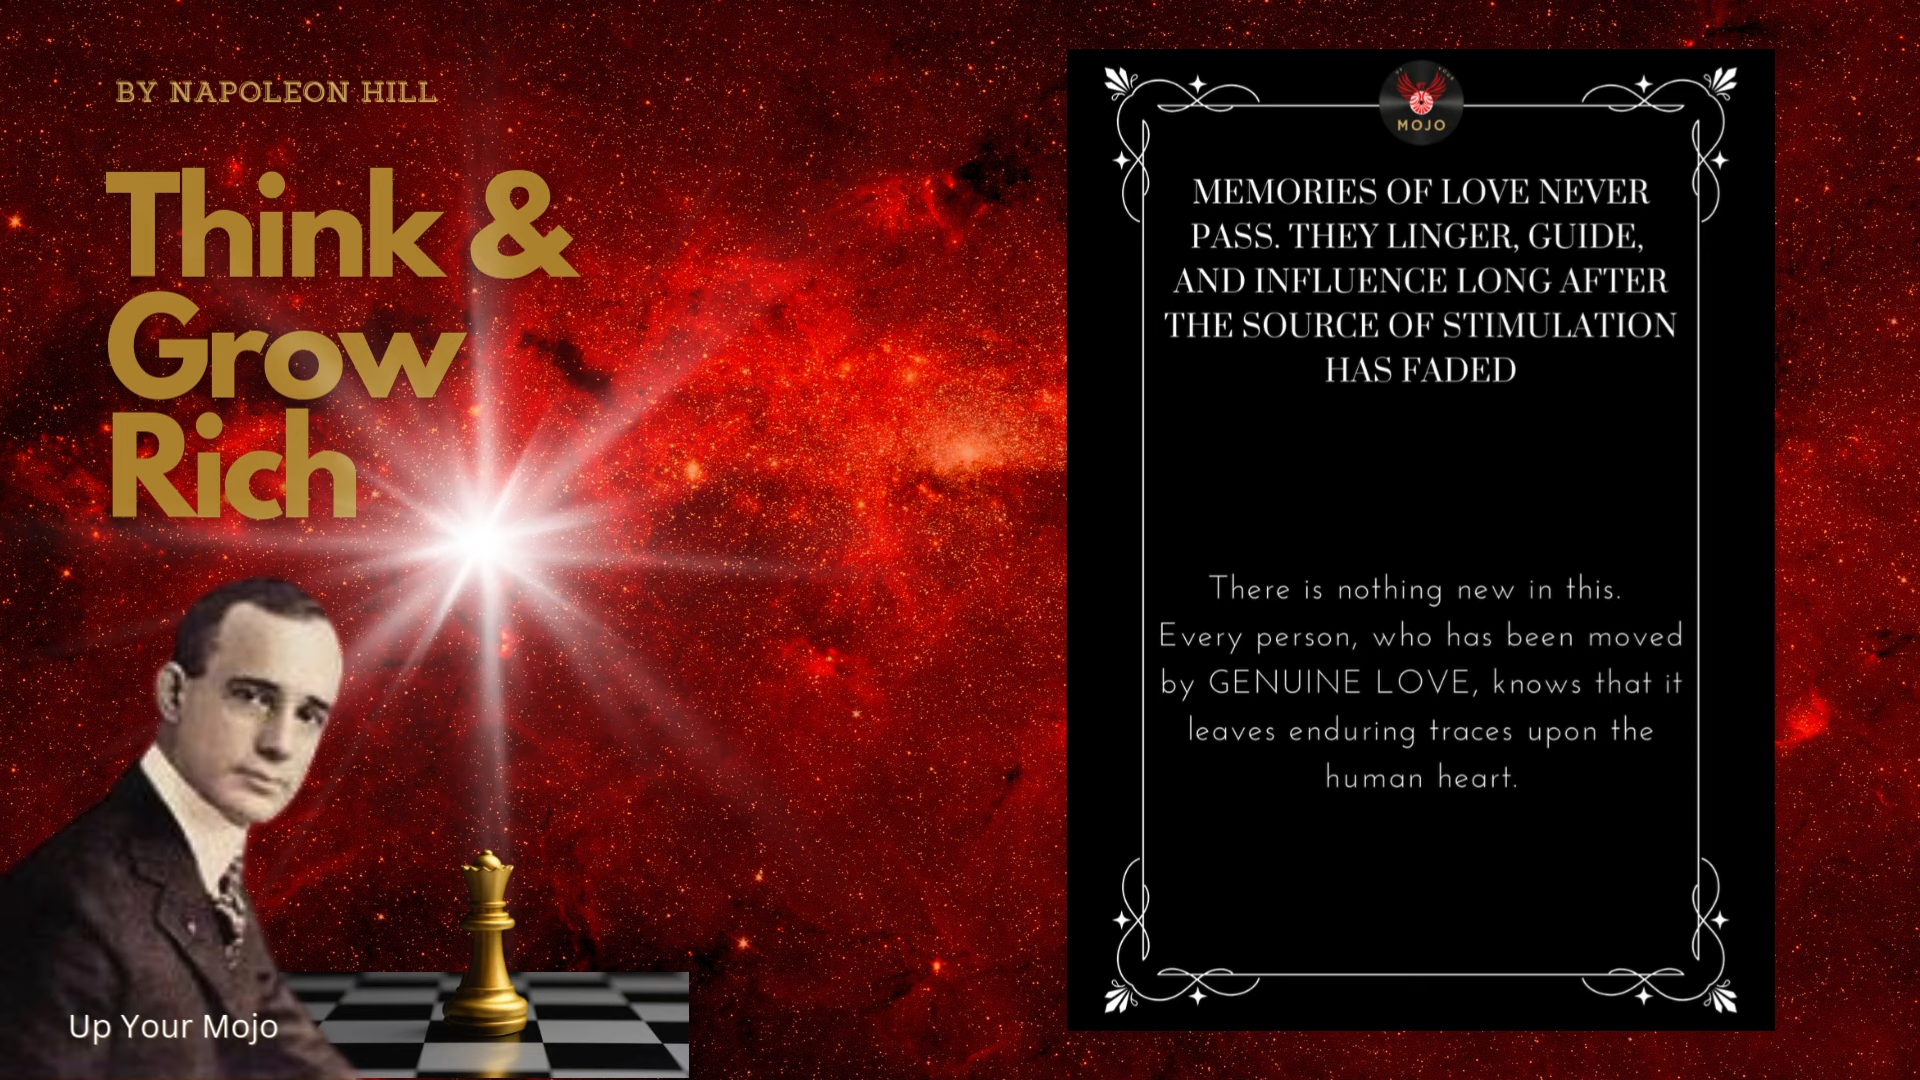 BY NAPOLEON HILL
Think &
Grow
Rich
Up Your Mojo
UP YOUR
MOJO
MEMORIES OF LOVE NEVER
PASS. THEY LINGER, GUIDE,
AND INFLUENCE LONG AFTER
THE SOURCE OF STIMULATION
HAS FADED
There is nothing new in this.
Every person, who has been moved
by GENUINE LOVE, knows that it
leaves enduring traces upon the
human heart.